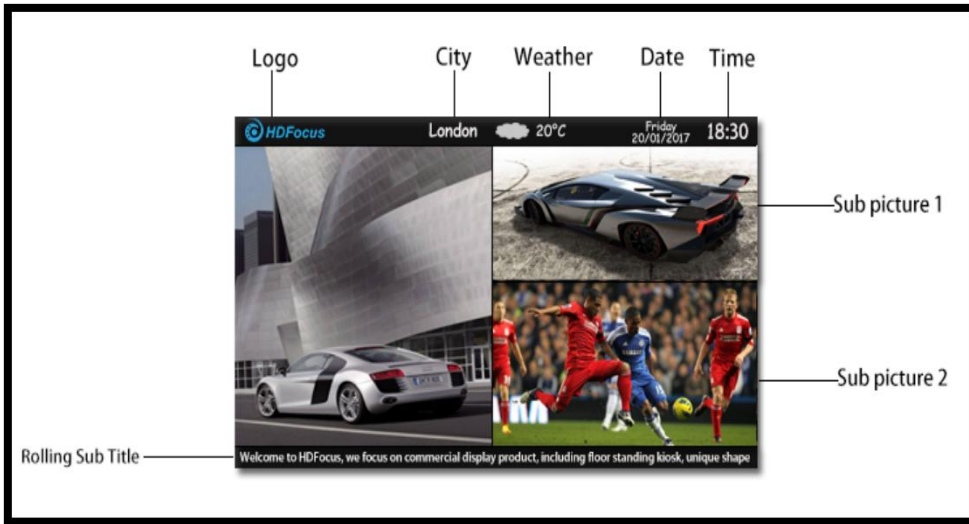 Logo City Weather Date Time
HDFocus London 20°C Friday 18:30
20/01/2017
Sub picture 1
Sub picture 2
Rolling Sub Title
Welcome to HDFocus, we focus on commercial display product, including floor standing kiosk, unique shape